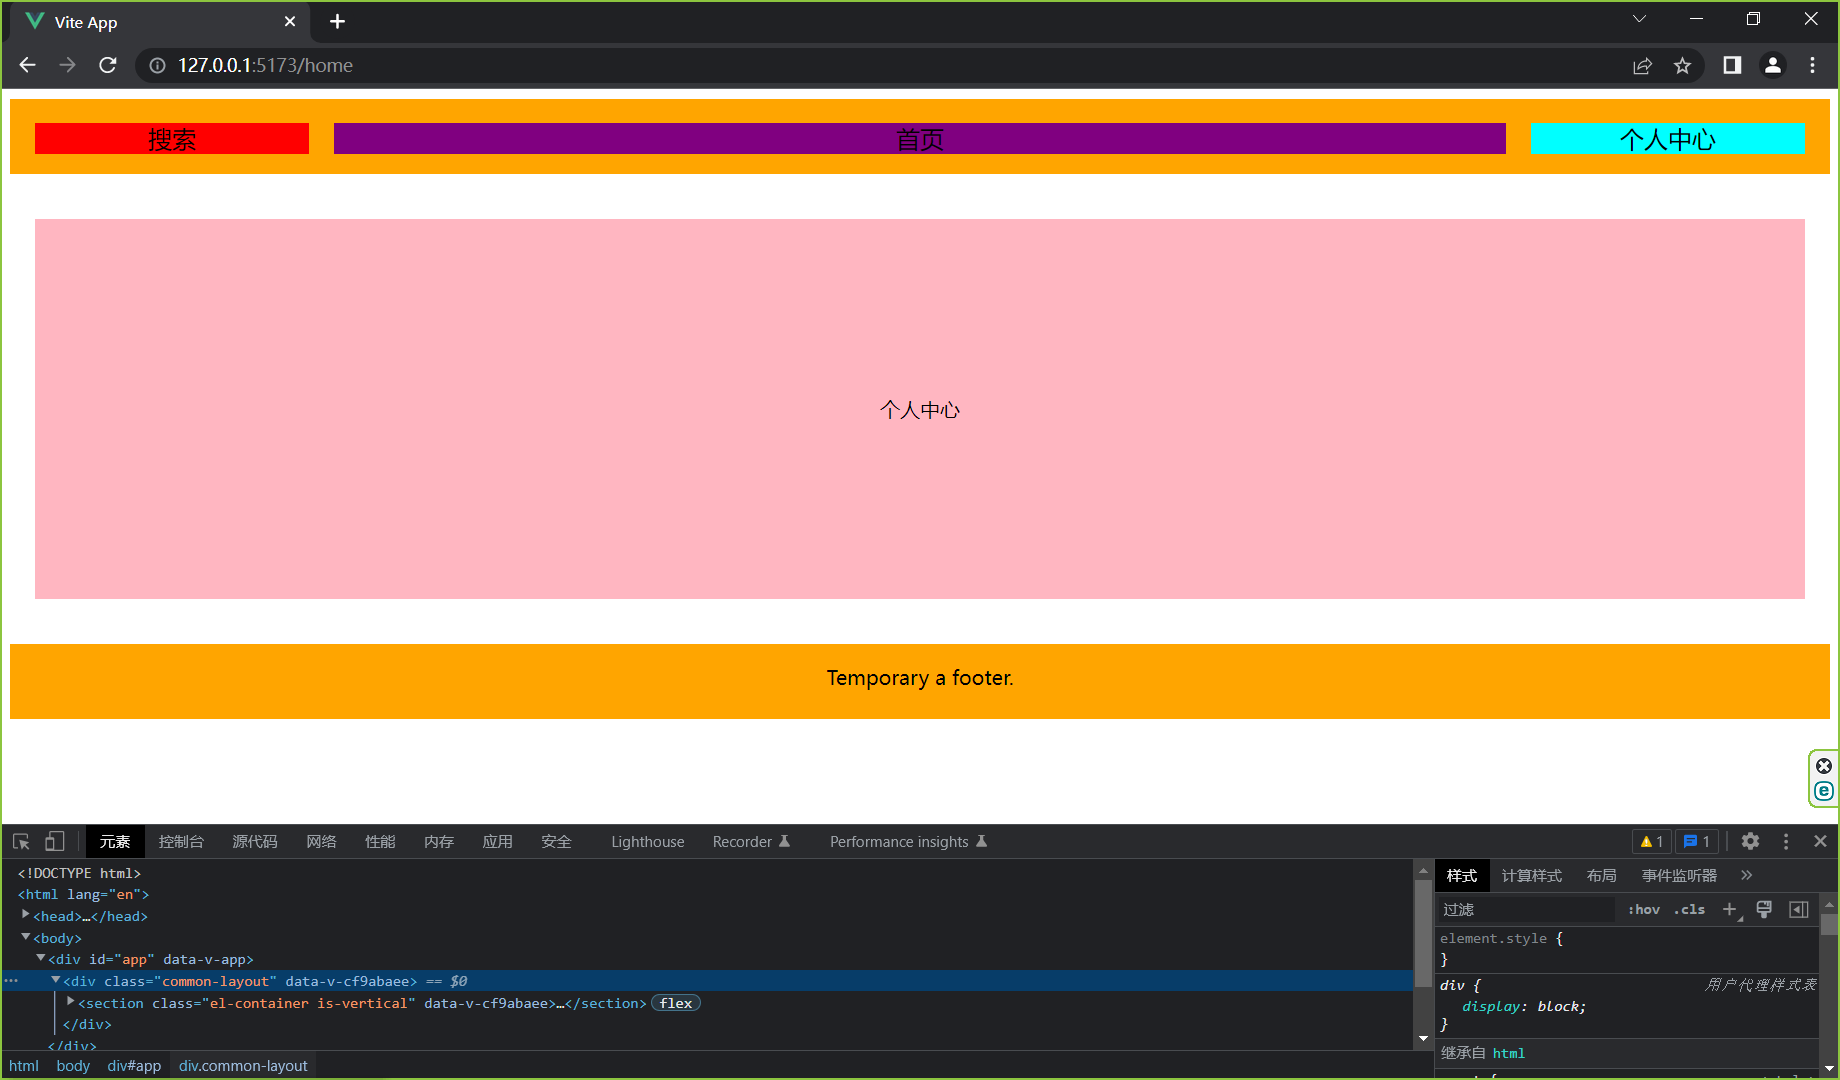 Vite App
127.0.0.1:5173/home
搜索
首页
个人中心
个人中心
Temporary a footer.
元素
控制台
源代码
网络
性能
内存
应用
安全
Lighthouse
Recorder
Performance insights
1
1
<!DOCTYPE html>
<html lang="en">
<head>…</head>
<body>
<div id="app" data-v-app>
<div class="common-layout" data-v-cf9abaee> == $0
<section class="el-container is-vertical" data-v-cf9abaee>…</section> flex
</div>
</div>
html
body
div#app
div.common-layout
样式
计算样式
布局
事件监听器
过滤
:hov
.cls
element.style {
}
div {
用户代理样式表
display: block;
}
继承自 html